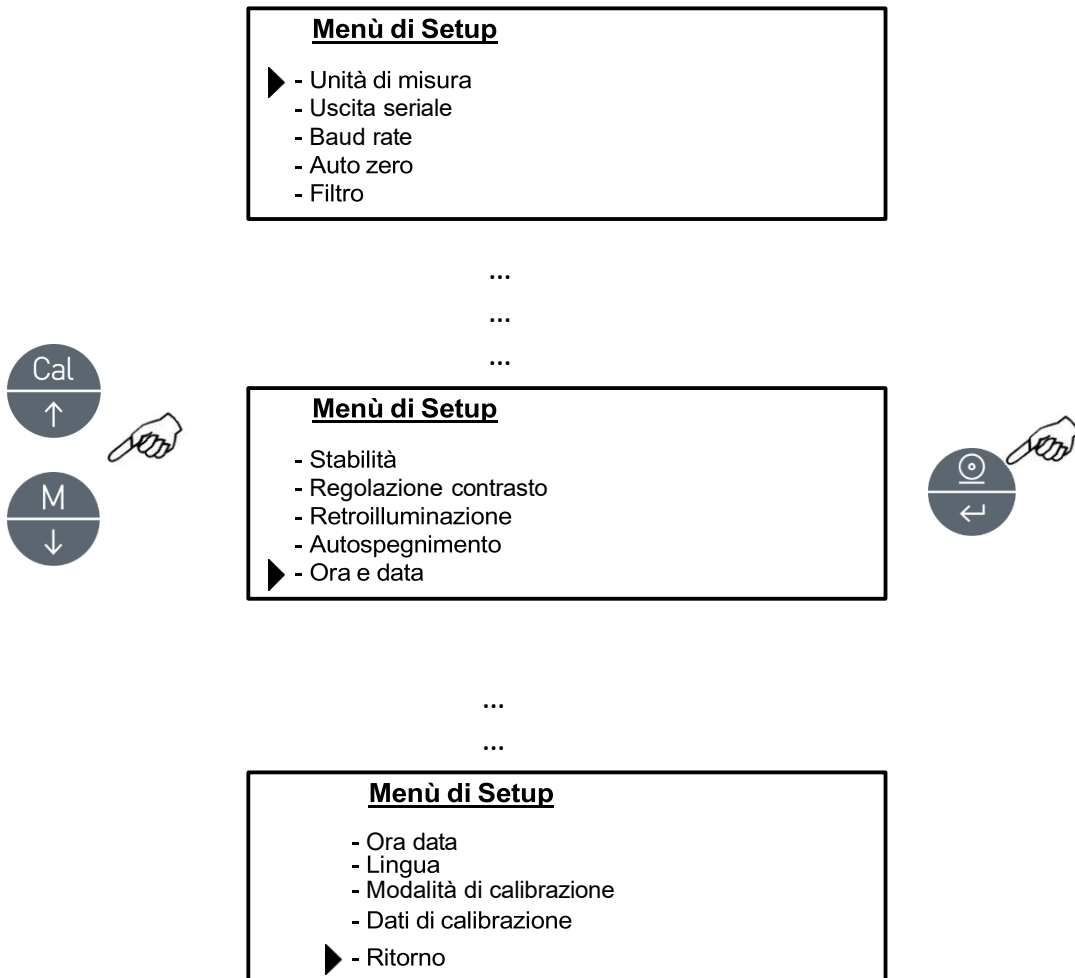 Menù di Setup
- Unità di misura
- Uscita seriale
- Baud rate
- Auto zero
- Filtro
...
...
...
Cal
↑
M
↓
Menù di Setup
- Stabilità
- Regolazione contrasto
- Retroilluminazione
- Autospegnimento
- Ora e data
...
...
Menù di Setup
- Ora data
- Lingua
- Modalità di calibrazione
- Dati di calibrazione
- Ritorno